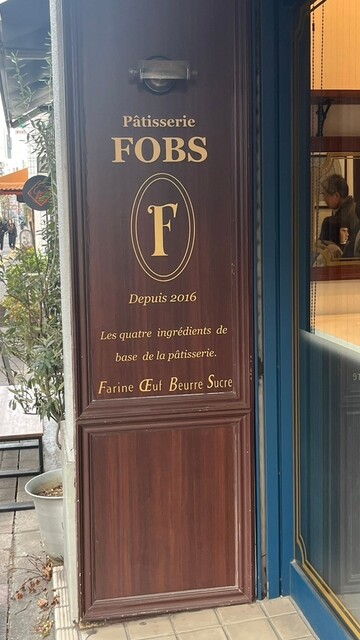 Pâtisserie
FOBS
F
Depuis 2016
Les quatre ingrédients de
base de la pâtisserie.
Farine Œuf Beurre Sucre